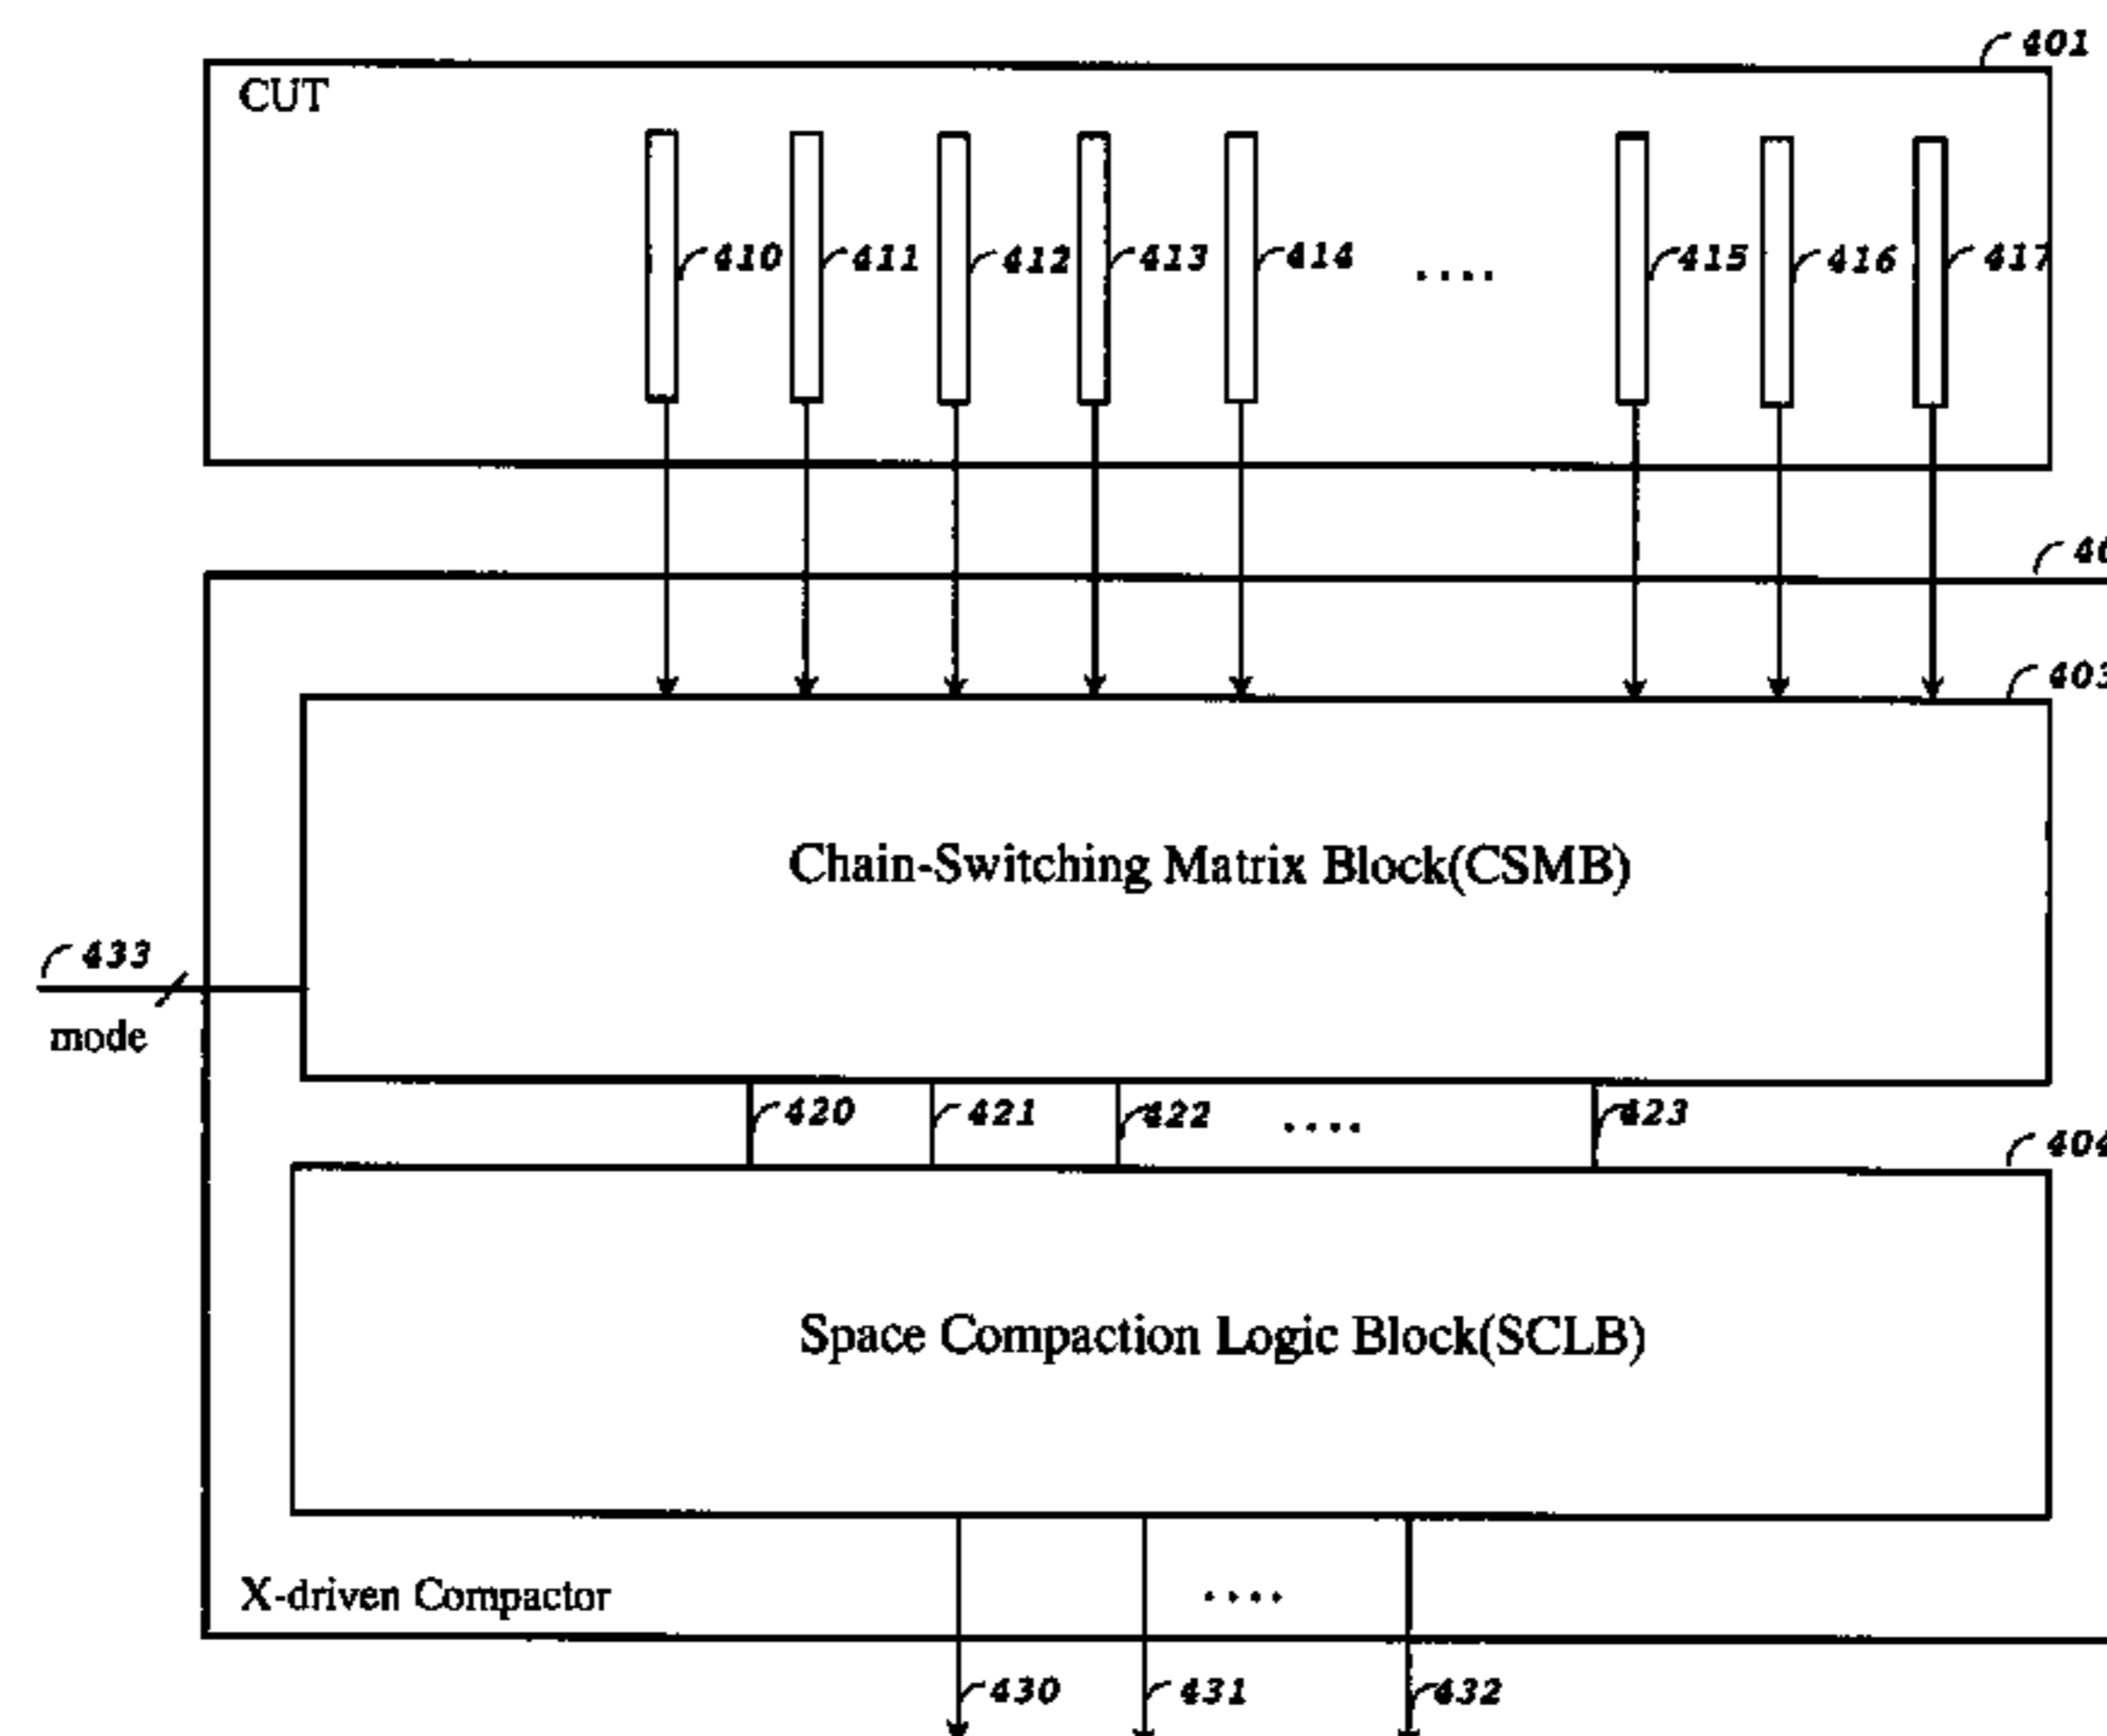 401
CUT
410 411 412 413 414 .... 415 416 417
403
Chain-Switching Matrix Block(CSMB)
433
mode
420 421 422 .... 423
404
Space Compaction Logic Block(SCLB)
X-driven Compactor
....
430 431 432